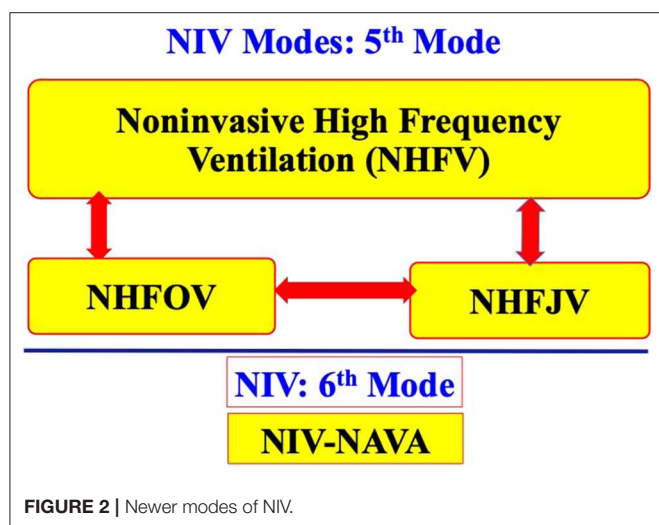 NIV Modes: 5th Mode
Noninvasive High Frequency
Ventilation (NHFV)
NHFOV
NHFJV
NIV: 6th Mode
NIV-NAVA
FIGURE 2 | Newer modes of NIV.